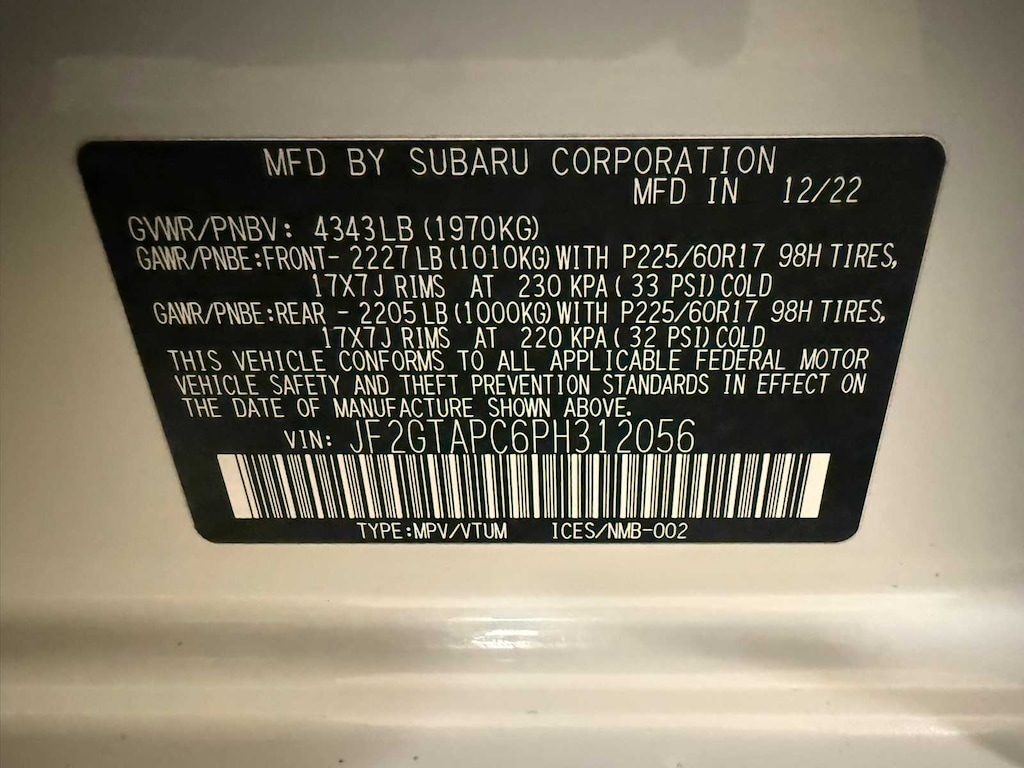 MFD BY SUBARU CORPORATION
MFD IN 12/22
GVWR/PNBV: 4343LB (1970KG)
GAWR/PNBE:FRONT- 2227LB (1010KG) WITH P225/60R17 98H TIRES,
17X7J RIMS AT 230 KPA ( 33 PSI) COLD
GAWR/PNBE:REAR - 2205LB (1000KG) WITH P225/60R17 98H TIRES,
17X7J RIMS AT 220 KPA ( 32 PSI) COLD
THIS VEHICLE CONFORMS TO ALL APPLICABLE FEDERAL MOTOR
VEHICLE SAFETY AND THEFT PREVENTION STANDARDS IN EFFECT ON
THE DATE OF MANUFACTURE SHOWN ABOVE.
VIN: JF2GTAPC6PH312056
TYPE:MPV/VTUM ICES/NMB-002